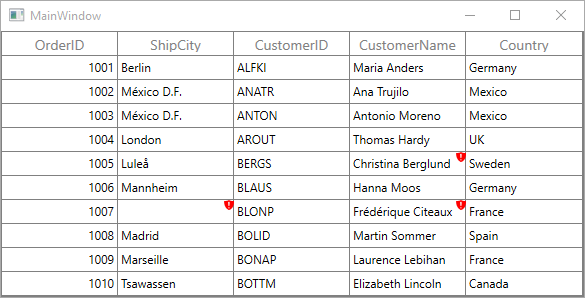 MainWindow
OrderID ShipCity CustomerID CustomerName Country
1001 Berlin ALFKI Maria Anders Germany
1002 México D.F. ANATR Ana Trujilo Mexico
1003 México D.F. ANTON Antonio Moreno Mexico
1004 London AROUT Thomas Hardy UK
1005 Luleå BERGS Christina Berglund Sweden
1006 Mannheim BLAUS Hanna Moos Germany
1007 BLONP Frédérique Citeaux France
1008 Madrid BOLID Martin Sommer Spain
1009 Marseille BONAP Laurence Lebihan France
1010 Tsawassen BOTTM Elizabeth Lincoln Canada